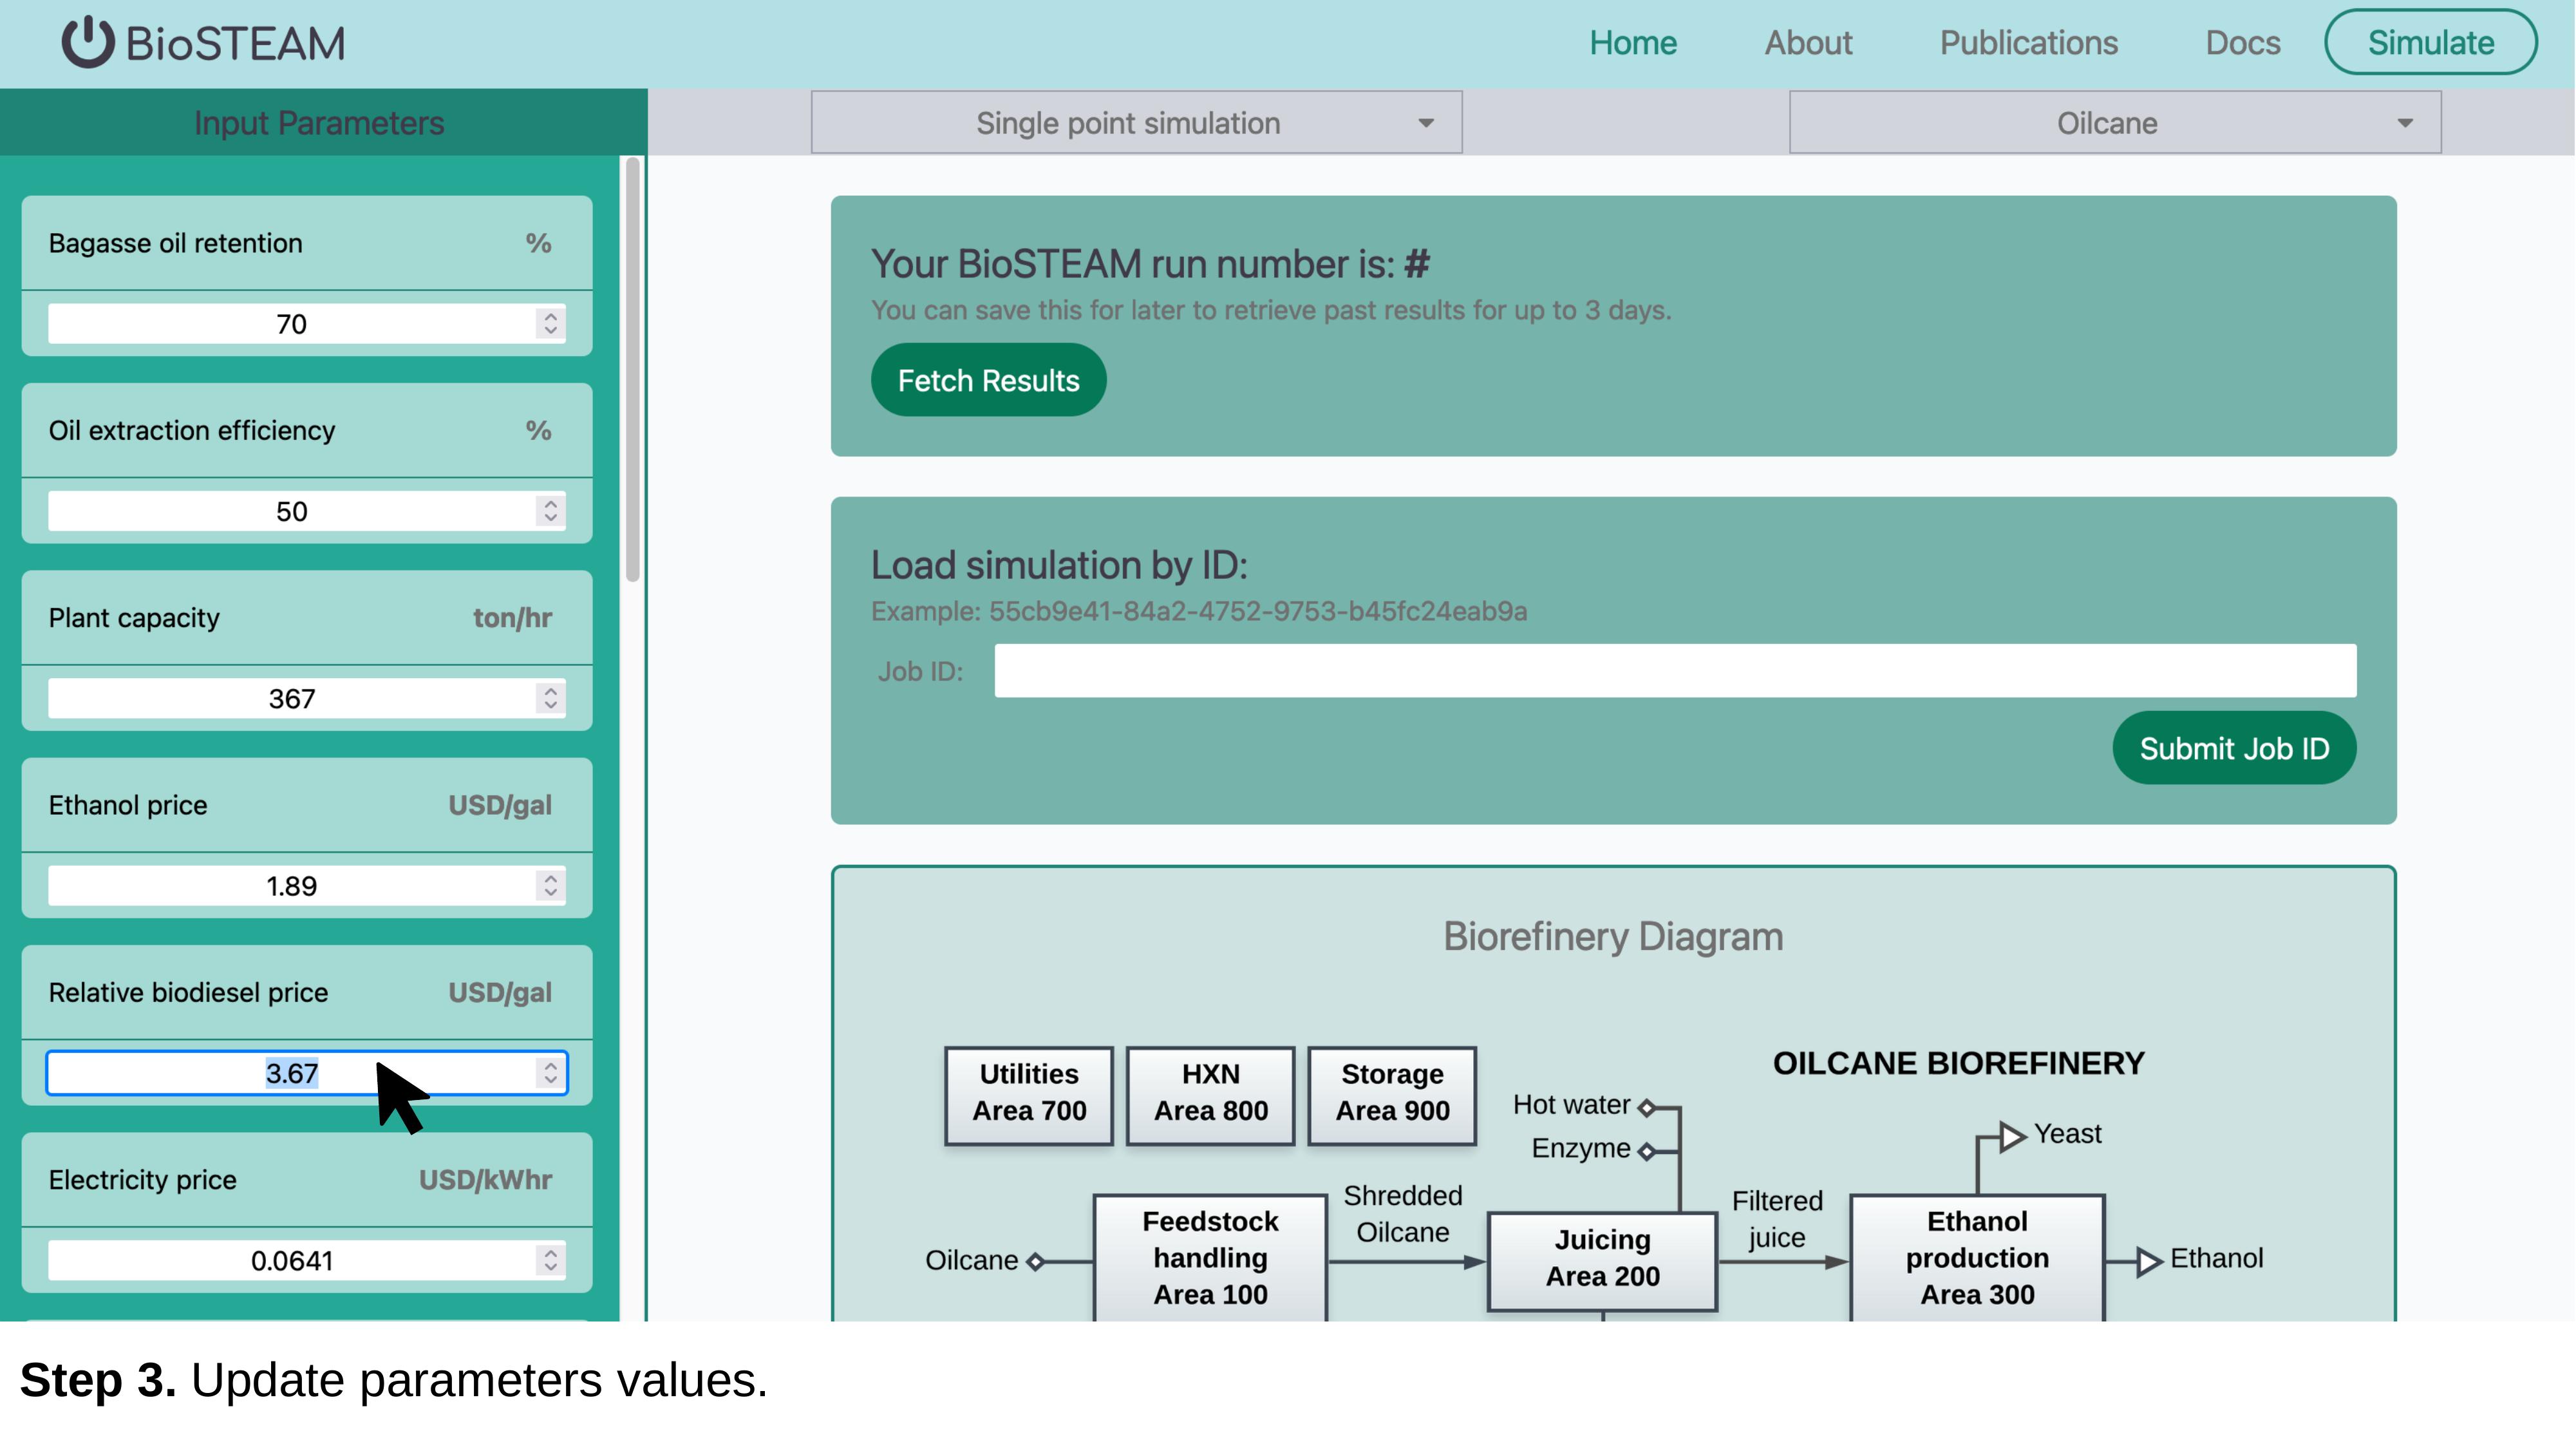 BioSTEAM
Home About Publications Docs Simulate
Input Parameters
Single point simulation
Oilcane
Bagasse oil retention %
70
Oil extraction efficiency %
50
Plant capacity ton/hr
367
Ethanol price USD/gal
1.89
Relative biodiesel price USD/gal
3.67
Electricity price USD/kWhr
0.0641
Your BioSTEAM run number is: #
You can save this for later to retrieve past results for up to 3 days.
Fetch Results
Load simulation by ID:
Example: 55cb9e41-84a2-4752-9753-b45fc24eab9a
Job ID:
Submit Job ID
Biorefinery Diagram
OILCANE BIOREFINERY
Utilities
Area 700
HXN
Area 800
Storage
Area 900
Hot water
Enzyme
Yeast
Oilcane
Feedstock
handling
Area 100
Shredded
Oilcane
Juicing
Area 200
Filtered
juice
Ethanol
production
Area 300
Ethanol
Step 3. Update parameters values.